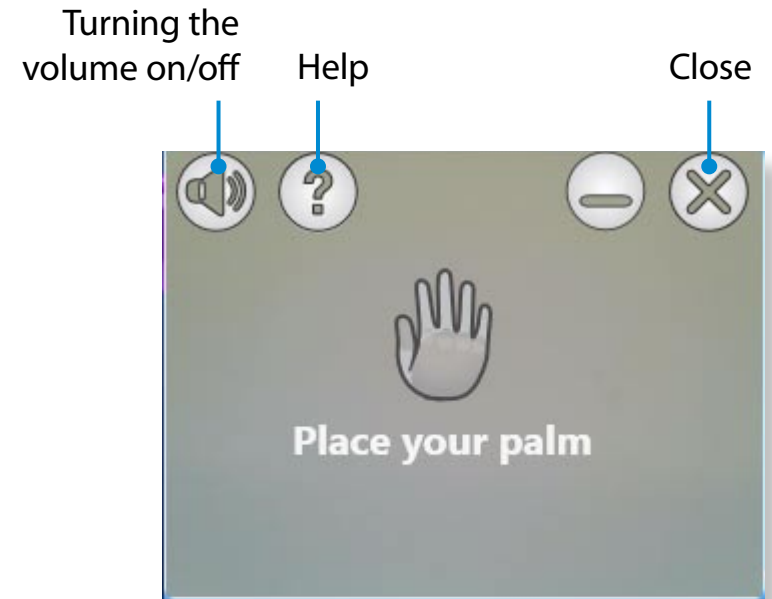 Turning the
volume on/off
Help
Close
?
Place your palm